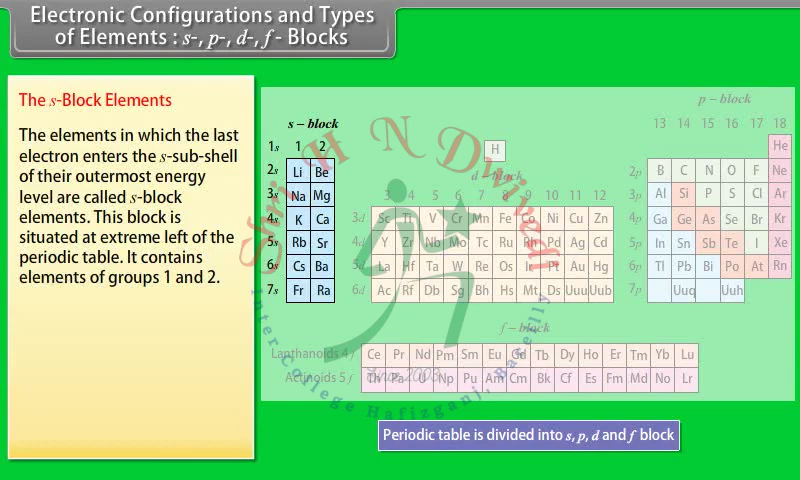 Electronic Configurations and Types
of Elements : s-, p-, d-, f - Blocks
The s-Block Elements
The elements in which the last
electron enters the s-sub-shell
of their outermost energy
level are called s-block
elements. This block is
situated at extreme left of the
periodic table. It contains
elements of groups 1 and 2.
s – block
1 2
1s
2s Li Be
3s Na Mg
4s K Ca
5s Rb Sr
6s Cs Ba
7s Fr Ra
H
d – block
3 4 5 6 7 8 9 10 11 12
3d Sc Ti V Cr Mn Fe Co Ni Cu Zn
4d Y Zr Nb Mo Tc Ru Rh Pd Ag Cd
5d La Hf Ta W Re Os Ir Pt Au Hg
6d Ac Rf Db Sg Bh Hs Mt Ds Uuu Uub
p – block
13 14 15 16 17 18
He
2p B C N O F Ne
3p Al Si P S Cl Ar
4p Ga Ge As Se Br Kr
5p In Sn Sb Te I Xe
6p Tl Pb Bi Po At Rn
7p Uuq Uuh
f – block
Lanthanoids 4f Ce Pr Nd Pm Sm Eu Gd Tb Dy Ho Er Tm Yb Lu
Actinoids 5f Th Pa U Np Pu Am Cm Bk Cf Es Fm Md No Lr
Shri H N Dwivedi
Since 2003
Inter College Hafizganj, Bareilly
Periodic table is divided into s, p, d and f block